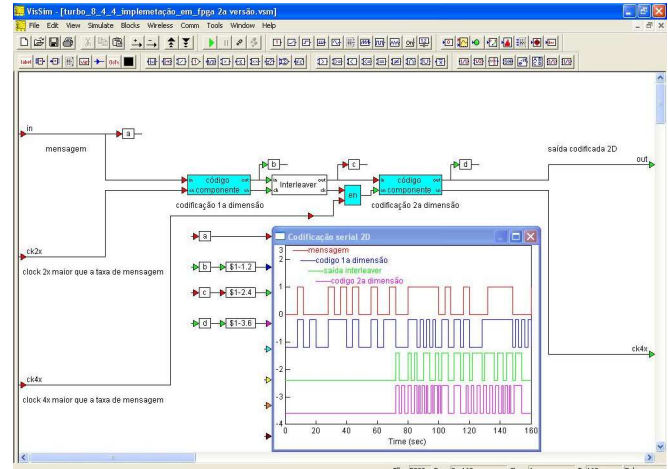 VisSim - [turbo_8_4_4_implemetação_em_fpga 2a versão.vsm]
File Edit View Simulate Blocks Wireless Comm Tools Window Help
in
a
mensagem
saída codificada 2D
b
c
d
out
código
componente
Interleaver
en
código
componente
codificação 1a dimensão
codificação 2a dimensão
ck2x
clock 2x maior que a taxa de mensagem
Codificação serial 2D
a
b
$1-1.2
c
$1-2.4
d
$1-3.6
mensagem
codigo 1a dimensão
saída interleaver
codigo 2a dimensão
3
2
1
0
-1
-2
-3
-4
0 20 40 60 80 100 120 140 160
Time (sec)
ck4x
ck4x
clock 4x maior que a taxa de mensagem